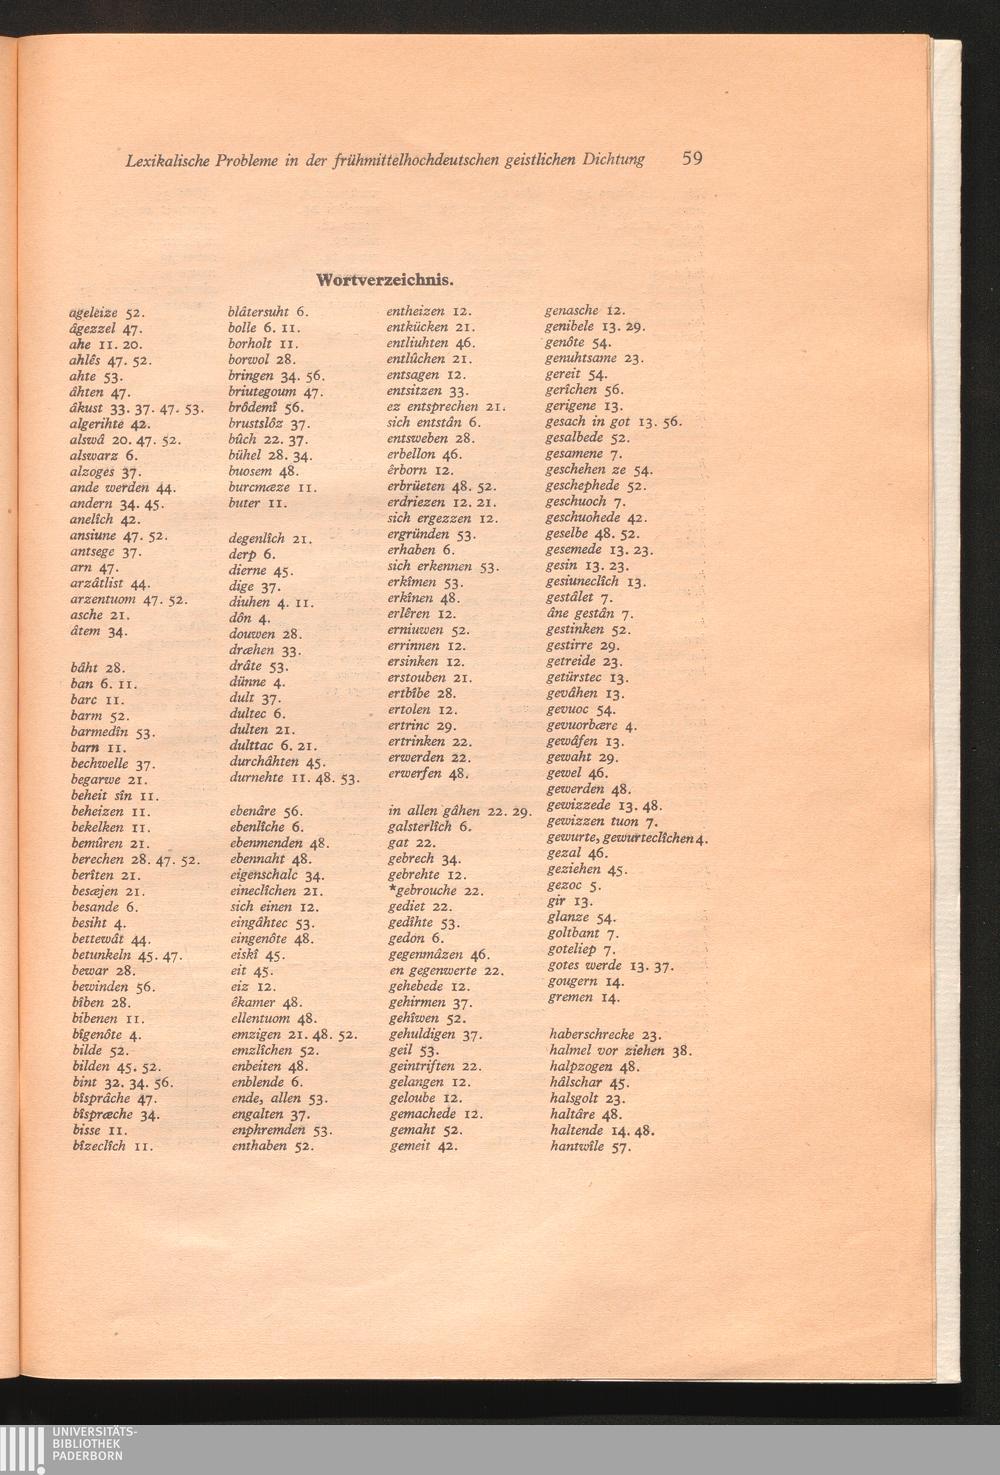 Lexikalische Probleme in der frühmittelhochdeutschen geistlichen Dichtung 59
Wortverzeichnis.
ageleize 52.
âgezzel 47.
ahe 11. 20.
ahlês 47. 52.
ahte 53.
âhten 47.
âkust 33. 37. 47. 53.
algerihte 42.
alswâ 20. 47. 52.
alswarz 6.
alzoges 37.
ande werden 44.
andern 34. 45.
anelîch 42.
ansiune 47. 52.
antsege 37.
arn 47.
arzâtlist 44.
arzentuom 47. 52.
asche 21.
âtem 34.
bâht 28.
ban 6. 11.
barc 11.
barm 52.
barmedîn 53.
barn 11.
bechwelle 37.
begarwe 21.
beheit sîn 11.
beheizen 11.
bekelken 11.
bemûren 21.
berechen 28. 47. 52.
berîten 21.
besæjen 21.
besande 6.
besiht 4.
bettewât 44.
betunkeln 45. 47.
bewar 28.
bewinden 56.
bîben 28.
bibenen 11.
bîgenôte 4.
bilde 52.
bilden 45. 52.
bint 32. 34. 56.
bîsprâche 47.
bîspræche 34.
bisse 11.
bîzeclîch 11.
blâtersuht 6.
bolle 6. 11.
borholt 11.
borwol 28.
bringen 34. 56.
briutegoum 47.
brôdemî 56.
brustslôz 37.
bûch 22. 37.
bühel 28. 34.
buosem 48.
burcmæze 11.
buter 11.
degenlîch 21.
derp 6.
dierne 45.
dige 37.
diuhen 4. 11.
dôn 4.
douwen 28.
dræhen 33.
drâte 53.
dünne 4.
dult 37.
dultec 6.
dulten 21.
dulttac 6. 21.
durchâhten 45.
durnehte 11. 48. 53.
ebenâre 56.
ebenlîche 6.
ebenmenden 48.
ebennaht 48.
eigenschalc 34.
eineclîchen 21.
sich einen 12.
eingâhtec 53.
eingenôte 48.
eiskî 45.
eit 45.
eiz 12.
êkamer 48.
ellentuom 48.
emzigen 21. 48. 52.
emzlîchen 52.
enbeiten 48.
enblende 6.
ende, allen 53.
engalten 37.
enphremden 53.
enthaben 52.
entheizen 12.
entkücken 21.
entliuhten 46.
entlûchen 21.
entsagen 12.
entsitzen 33.
ez entsprechen 21.
sich entstân 6.
entsweben 28.
erbellon 46.
êrborn 12.
erbrüeten 48. 52.
erdriezen 12. 21.
sich ergezzen 12.
ergründen 53.
erhaben 6.
sich erkennen 53.
erkîmen 53.
erkînen 48.
erlêren 12.
erniuwen 52.
errinnen 12.
ersinken 12.
erstouben 21.
ertbîbe 28.
ertolen 12.
ertrinc 29.
ertrinken 22.
erwerden 22.
erwerfen 48.
in allen gâhen 22. 29.
galsterlîch 6.
gat 22.
gebrech 34.
gebrehte 12.
*gebrouche 22.
gediet 22.
gedîhte 53.
gedon 6.
gegenmâzen 46.
en gegenwerte 22.
gehebede 12.
gehirmen 37.
gehîwen 52.
gehuldigen 37.
geil 53.
geintriften 22.
gelangen 12.
geloube 12.
gemachede 12.
gemaht 52.
gemeit 42.
genasche 12.
genibele 13. 29.
genôte 54.
genuhtsame 23.
gereit 54.
gerîchen 56.
gerigene 13.
gesach in got 13. 56.
gesalbede 52.
gesamene 7.
geschehen ze 54.
geschephede 52.
geschuoch 7.
geschuohede 42.
geselbe 48. 52.
gesemede 13. 23.
gesin 13. 23.
gesiuneclîch 13.
gestâlet 7.
âne gestân 7.
gestinken 52.
gestirre 29.
getreide 23.
getürstec 13.
gevâhen 13.
gevuoc 54.
gevuorbære 4.
gewâfen 13.
gewaht 29.
gewel 46.
gewerden 48.
gewizzede 13. 48.
gewizzen tuon 7.
gewurte, gewurteclîchen 4.
gezal 46.
geziehen 45.
gezoc 5.
gir 13.
glanze 54.
goltbant 7.
goteliep 7.
gotes werde 13. 37.
gougern 14.
gremen 14.
haberschrecke 23.
halmel vor ziehen 38.
halpzogen 48.
hâlschar 45.
halsgolt 23.
haltâre 48.
haltende 14. 48.
hantwîle 57.
UNIVERSITÄTS-
BIBLIOTHEK
PADERBORN